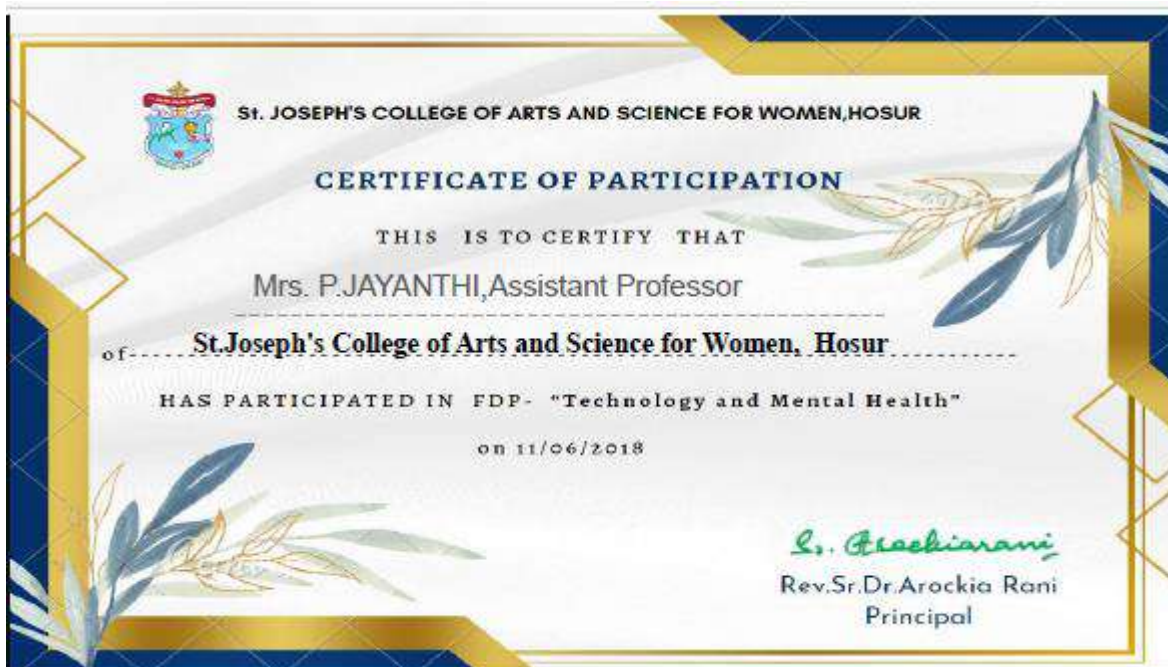 St. JOSEPH'S COLLEGE OF ARTS AND SCIENCE FOR WOMEN,HOSUR
CERTIFICATE OF PARTICIPATION
THIS IS TO CERTIFY THAT
Mrs. P.JAYANTHI,Assistant Professor
of St.Joseph's College of Arts and Science for Women, Hosur
HAS PARTICIPATED IN FDP- "Technology and Mental Health"
on 11/06/2018
Rev.Sr.Dr.Arockia Rani
Principal